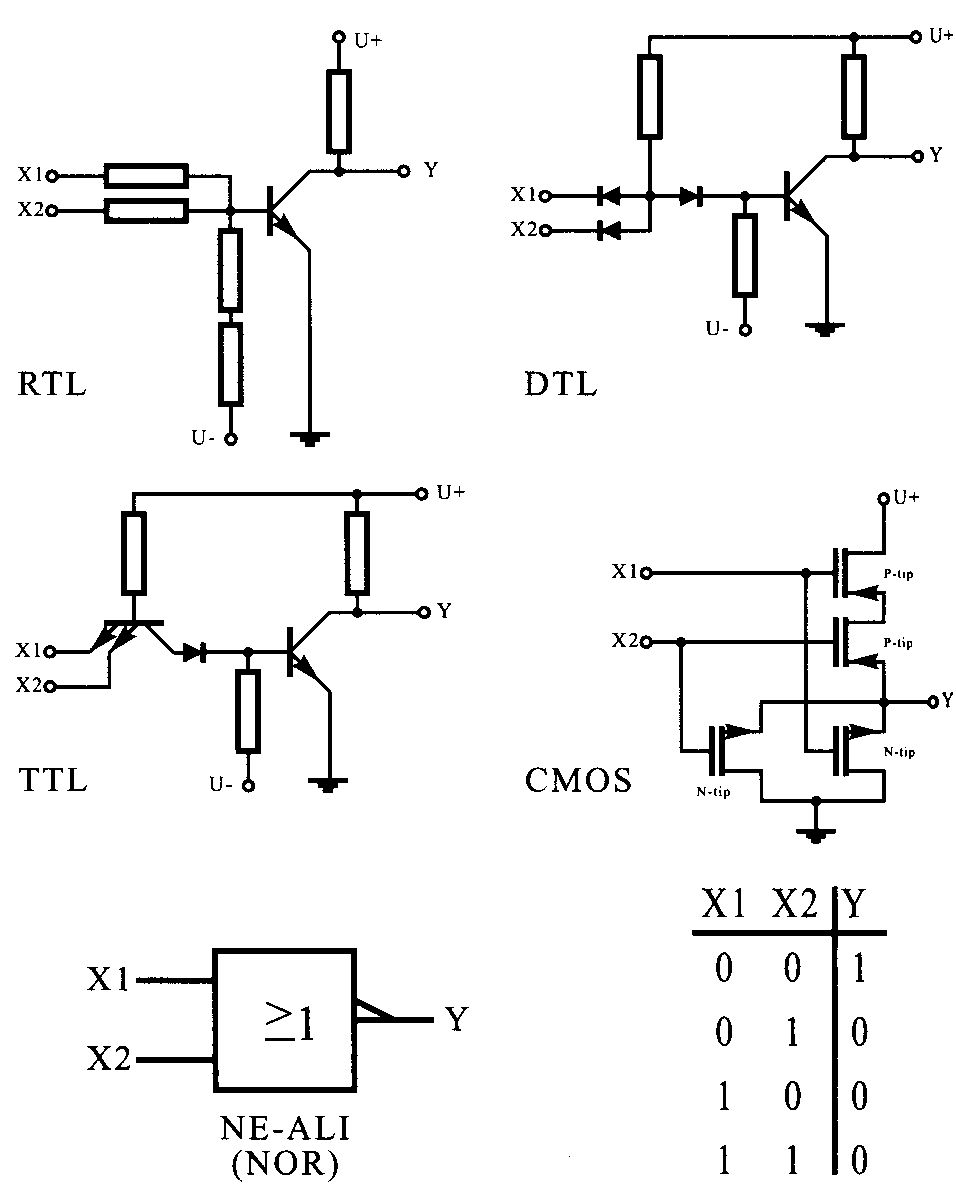 U+
X1
X2
Y
RTL
U-
U+
X1
X2
Y
U-
DTL
U+
X1
X2
Y
U-
TTL
U+
X1
P-tip
X2
P-tip
Y
N-tip
N-tip
CMOS
X1
X2
≥1
Y
NE-ALI
(NOR)
X1 X2 Y
0 0 1
0 1 0
1 0 0
1 1 0